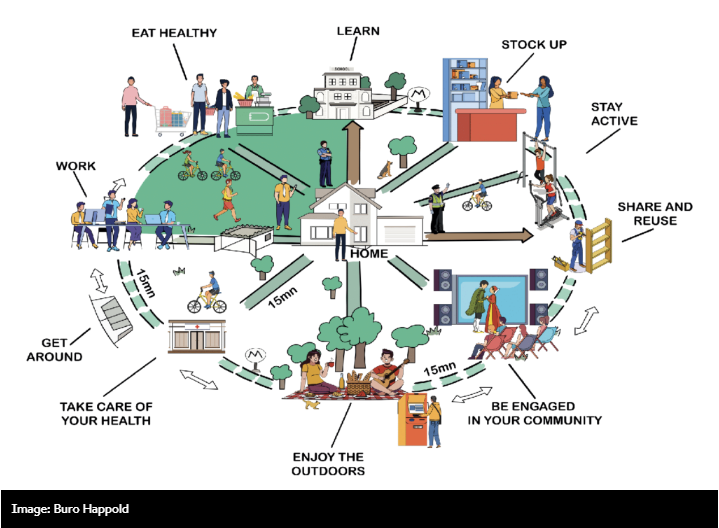 EAT HEALTHY
LEARN
STOCK UP
STAY
ACTIVE
WORK
SHARE AND
REUSE
HOME
15mn
15mn
GET
AROUND
15mn
TAKE CARE OF
YOUR HEALTH
BE ENGAGED
IN YOUR COMMUNITY
ENJOY THE
OUTDOORS
M
M
Image: Buro Happold